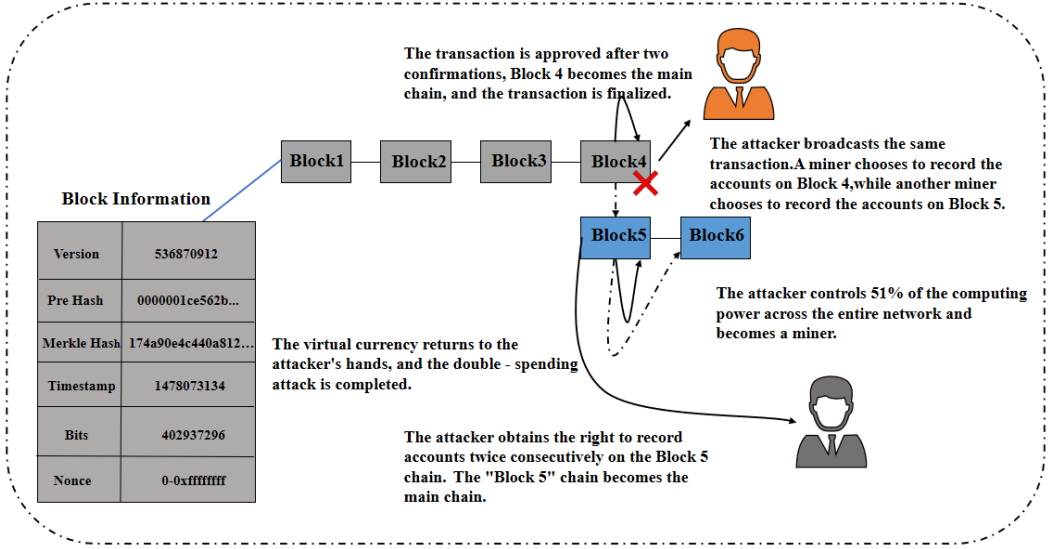 The transaction is approved after two
confirmations, Block 4 becomes the main
chain, and the transaction is finalized.
The attacker broadcasts the same
transaction.A miner chooses to record the
accounts on Block 4,while another miner
chooses to record the accounts on Block 5.
Block1
Block2
Block3
Block4
Block5
Block6
Block Information
Version 536870912
Pre Hash 0000001ce562b...
Merkle Hash 174a90e4c440a812...
Timestamp 1478073134
Bits 402937296
Nonce 0-0xffffffff
The attacker controls 51% of the computing
power across the entire network and
becomes a miner.
The virtual currency returns to the
attacker's hands, and the double - spending
attack is completed.
The attacker obtains the right to record
accounts twice consecutively on the Block 5
chain. The "Block 5" chain becomes the
main chain.